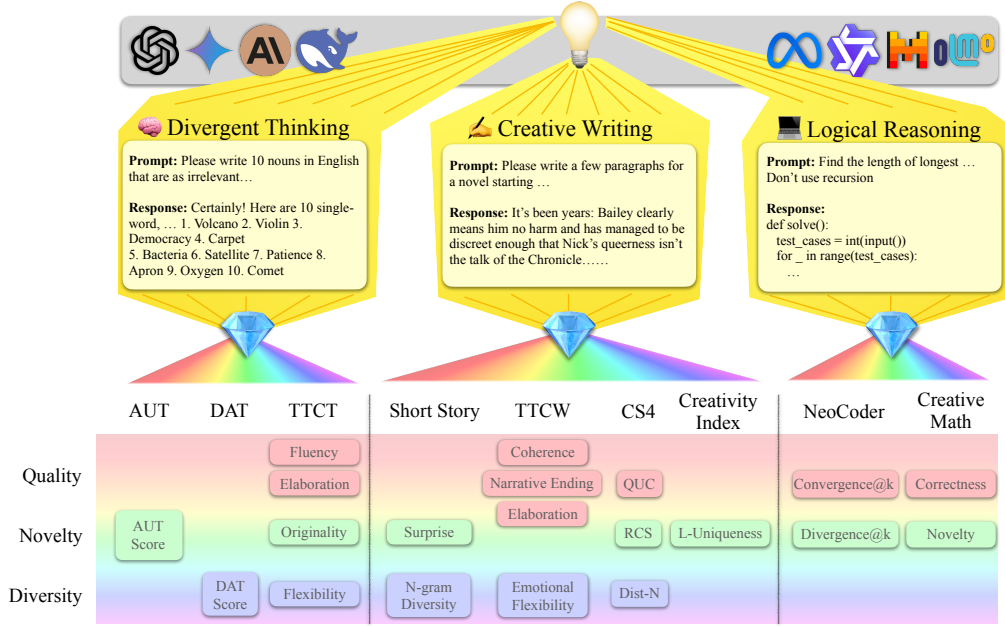 Divergent Thinking
Prompt: Please write 10 nouns in English
that are as irrelevant…
Response: Certainly! Here are 10 single-
word, … 1. Volcano 2. Violin 3.
Democracy 4. Carpet
5. Bacteria 6. Satellite 7. Patience 8.
Apron 9. Oxygen 10. Comet
Creative Writing
Prompt: Please write a few paragraphs for
a novel starting …
Response: It's been years: Bailey clearly
means him no harm and has managed to
be discreet enough that Nick's queerness isn't
the talk of the Chronicle……
Logical Reasoning
Prompt: Find the length of longest …
Don't use recursion
Response:
def solve():
test_cases = int(input())
for _ in range(test_cases):
…
AUT
DAT
TTCT
Short Story
TTCW
CS4
Creativity
Index
NeoCoder
Creative
Math
Quality
Fluency
Elaboration
Coherence
Narrative Ending
Elaboration
QUC
Convergence@k
Correctness
Novelty
AUT
Score
Originality
Surprise
RCS
L-Uniqueness
Divergence@k
Novelty
Diversity
DAT
Score
Flexibility
N-gram
Diversity
Emotional
Flexibility
Dist-N